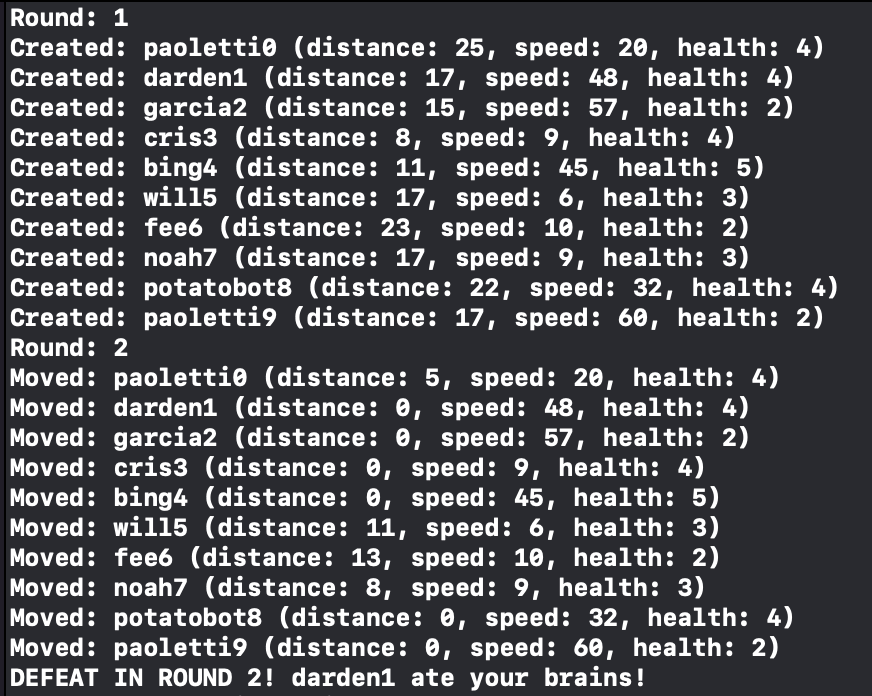 Round: 1
Created: paoletti0 (distance: 25, speed: 20, health: 4)
Created: darden1 (distance: 17, speed: 48, health: 4)
Created: garcia2 (distance: 15, speed: 57, health: 2)
Created: cris3 (distance: 8, speed: 9, health: 4)
Created: bing4 (distance: 11, speed: 45, health: 5)
Created: will5 (distance: 17, speed: 6, health: 3)
Created: fee6 (distance: 23, speed: 10, health: 2)
Created: noah7 (distance: 17, speed: 9, health: 3)
Created: potatobot8 (distance: 22, speed: 32, health: 4)
Created: paoletti9 (distance: 17, speed: 60, health: 2)
Round: 2
Moved: paoletti0 (distance: 5, speed: 20, health: 4)
Moved: darden1 (distance: 0, speed: 48, health: 4)
Moved: garcia2 (distance: 0, speed: 57, health: 2)
Moved: cris3 (distance: 0, speed: 9, health: 4)
Moved: bing4 (distance: 0, speed: 45, health: 5)
Moved: will5 (distance: 11, speed: 6, health: 3)
Moved: fee6 (distance: 13, speed: 10, health: 2)
Moved: noah7 (distance: 8, speed: 9, health: 3)
Moved: potatobot8 (distance: 0, speed: 32, health: 4)
Moved: paoletti9 (distance: 0, speed: 60, health: 2)
DEFEAT IN ROUND 2! darden1 ate your brains!